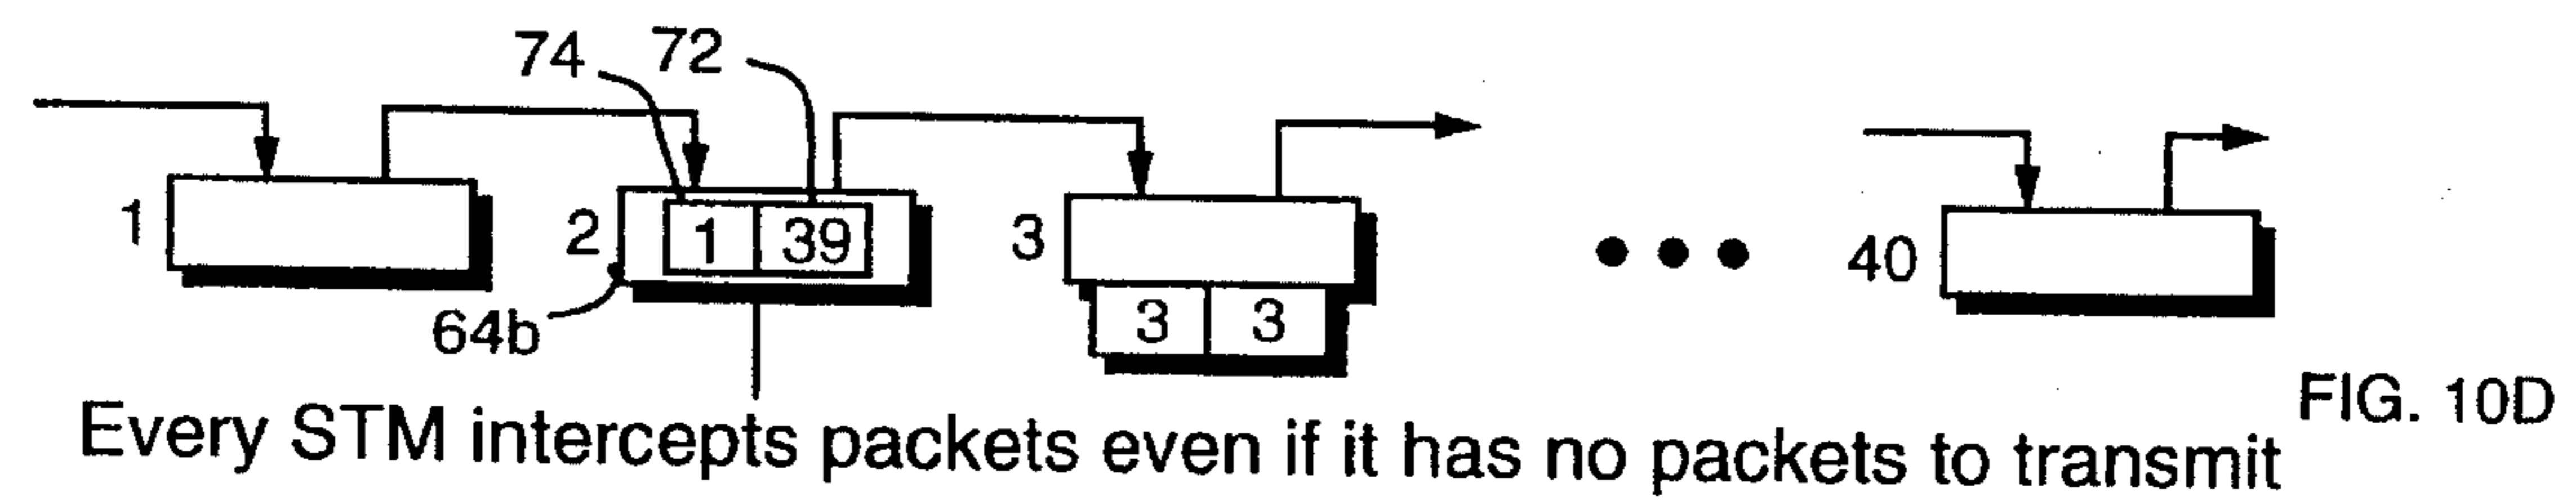 74 72
1 2 1 39 3 40
3 3
64b
FIG. 10D
Every STM intercepts packets even if it has no packets to transmit